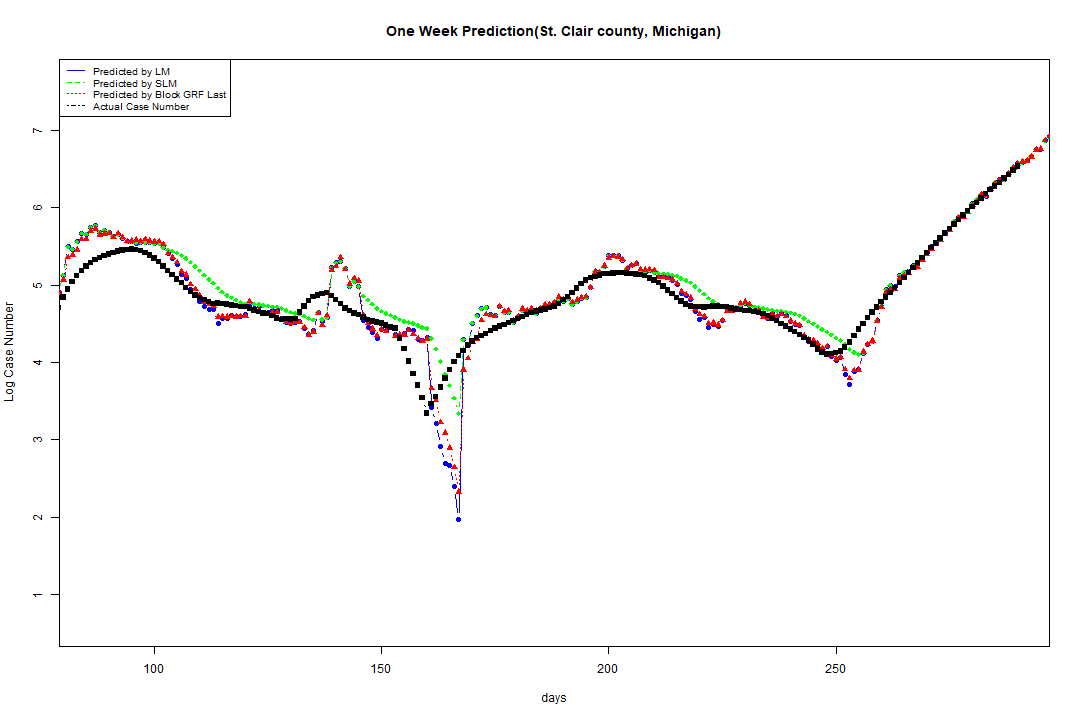 One Week Prediction(St. Clair county, Michigan)
Predicted by LM
Predicted by SLM
Predicted by Block GRF Last
Actual Case Number
7
6
5
4
3
2
1
Log Case Number
100 150 200 250
days